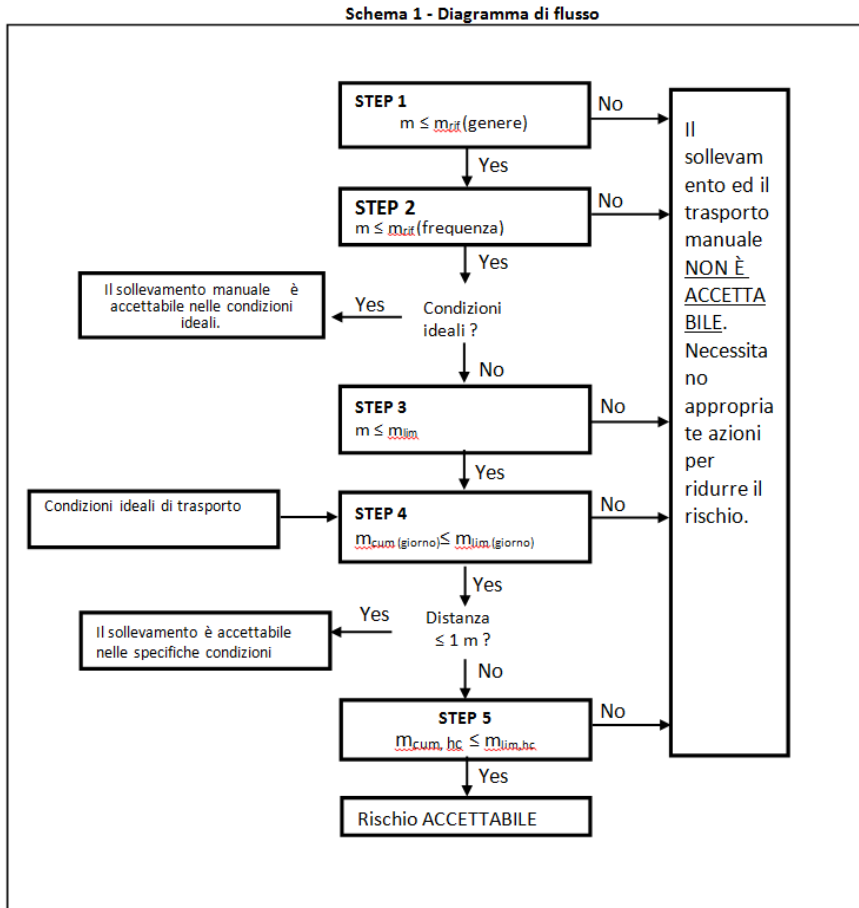 Schema 1 - Diagramma di flusso
STEP 1
m ≤ mrif(genere)
No
Yes
STEP 2
m ≤ mrif(frequenza)
No
Yes
Il sollevamento manuale è
accettabile nelle condizioni
ideali.
Yes
Condizioni
ideali ?
No
STEP 3
m ≤ mlim
No
Yes
Condizioni ideali di trasporto
STEP 4
mcum (giorno) ≤ mlim (giorno)
No
Yes
Il sollevamento è accettabile
nelle specifiche condizioni
Yes
Distanza
≤ 1 m ?
No
STEP 5
mcum, hc ≤ mlim,hc
No
Yes
Rischio ACCETTABILE
Il
sollevam
ento ed il
trasporto
manuale
NON È
ACCETTA
BILE.
Necessita
no
appropria
te azioni
per
ridurre il
rischio.